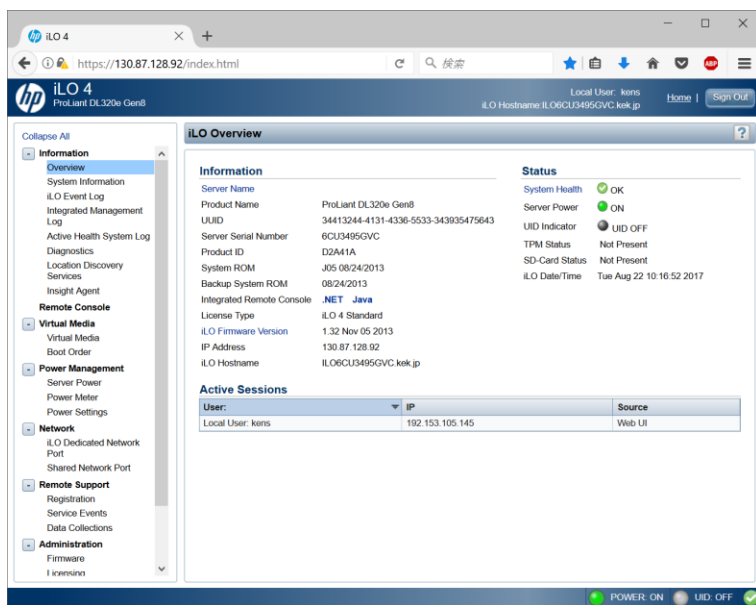 iLO 4
https://130.87.128.92/index.html
検索
ABP
hp
iLO 4
ProLiant DL320e Gen8
Local User: kens
iLO Hostname:ILO6CU3495GVC.kek.jp
Home |
Sign Out
Collapse All
Information
Overview
System Information
iLO Event Log
Integrated Management
Log
Active Health System Log
Diagnostics
Location Discovery
Services
Insight Agent
Remote Console
Virtual Media
Virtual Media
Boot Order
Power Management
Server Power
Power Meter
Power Settings
Network
iLO Dedicated Network
Port
Shared Network Port
Remote Support
Registration
Service Events
Data Collections
Administration
Firmware
Licensing
iLO Overview
?
Information
Server Name
Product Name ProLiant DL320e Gen8
UUID 34413244-4131-4336-5533-343935475643
Server Serial Number 6CU3495GVC
Product ID D2A41A
System ROM J05 08/24/2013
Backup System ROM 08/24/2013
Integrated Remote Console .NET Java
License Type iLO 4 Standard
iLO Firmware Version 1.32 Nov 05 2013
IP Address 130.87.128.92
iLO Hostname ILO6CU3495GVC.kek.jp
Status
System Health OK
Server Power ON
UID Indicator UID OFF
TPM Status Not Present
SD-Card Status Not Present
iLO Date/Time Tue Aug 22 10:16:52 2017
Active Sessions
User: IP Source
Local User: kens 192.153.105.145 Web UI
POWER: ON UID: OFF